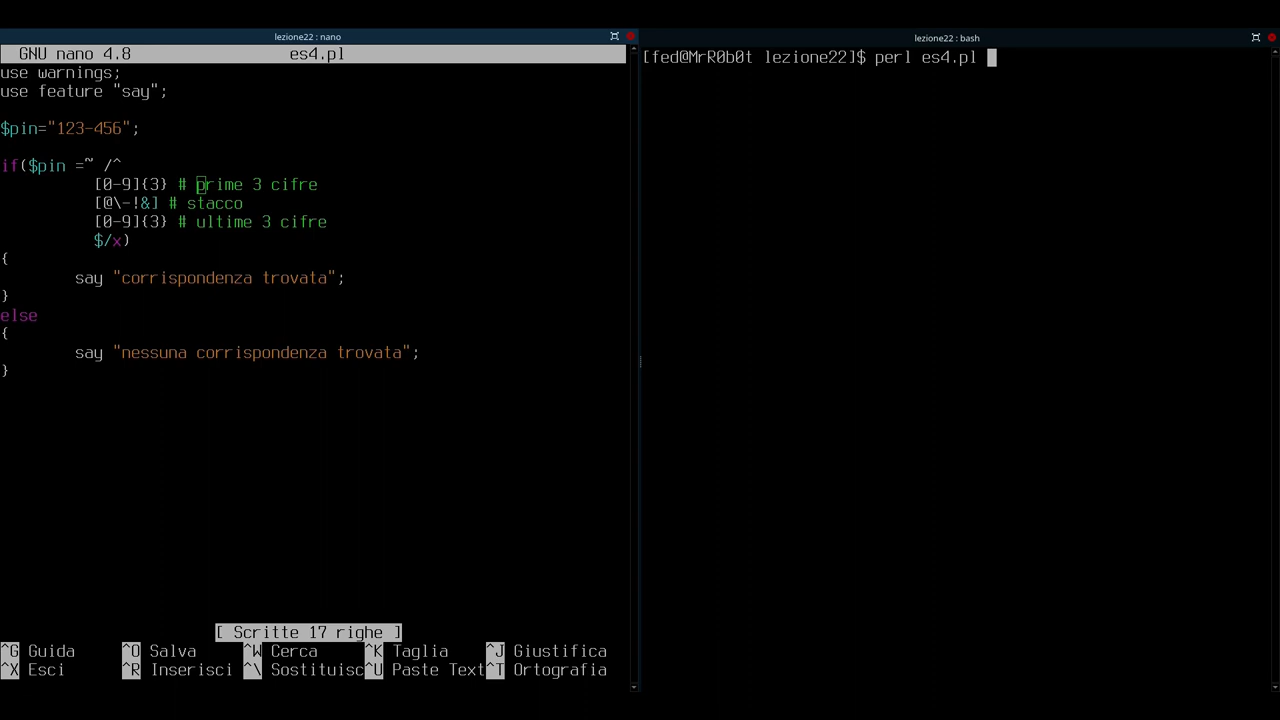 lezione22 : nano
GNU nano 4.8 es4.pl
use warnings;
use feature "say";
$pin="123-456";
if($pin =~ /^
[0-9]{3} # prime 3 cifre
[@\-!&] # stacco
[0-9]{3} # ultime 3 cifre
$/x)
{
say "corrispondenza trovata";
}
else
{
say "nessuna corrispondenza trovata";
}
[ Scritte 17 righe ]
^G Guida ^O Salva ^W Cerca ^K Taglia ^J Giustifica
^X Esci ^R Inserisci ^\ Sostituisc^U Paste Text^T Ortografia
lezione22 : bash
[fed@MrR0b0t lezione22]$ perl es4.pl